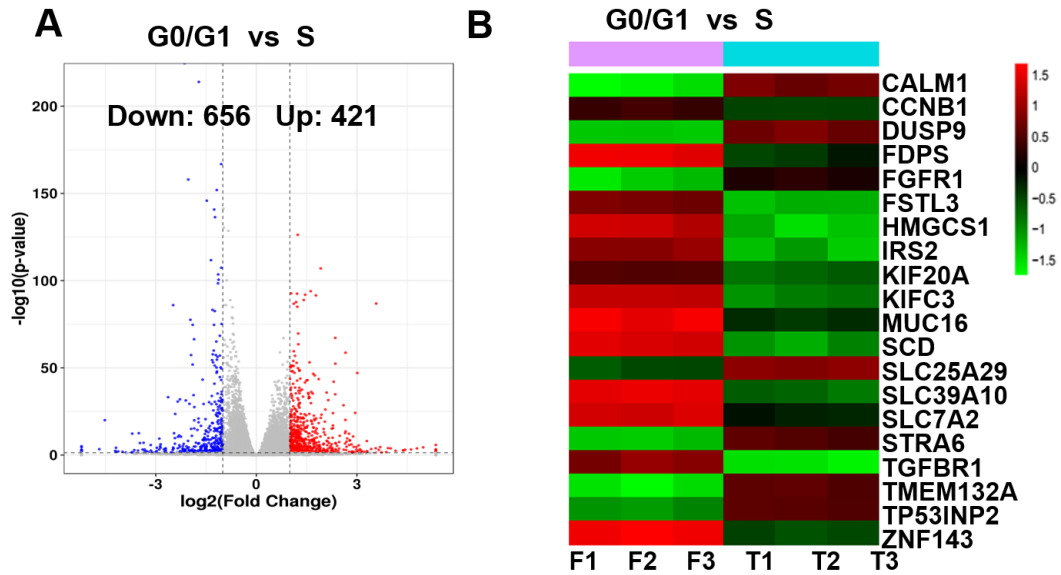 A
G0/G1 vs S
Down: 656 Up: 421
-log10(p-value)
200
150
100
50
0
-3 0 3
log2(Fold Change)
B
G0/G1 vs S
CALM1
CCNB1
DUSP9
FDPS
FGFR1
FSTL3
HMGCS1
IRS2
KIF20A
KIFC3
MUC16
SCD
SLC25A29
SLC39A10
SLC7A2
STRA6
TGFBR1
TMEM132A
TP53INP2
ZNF143
F1 F2 F3 T1 T2 T3
1.5
1
0.5
0
−0.5
−1
−1.5